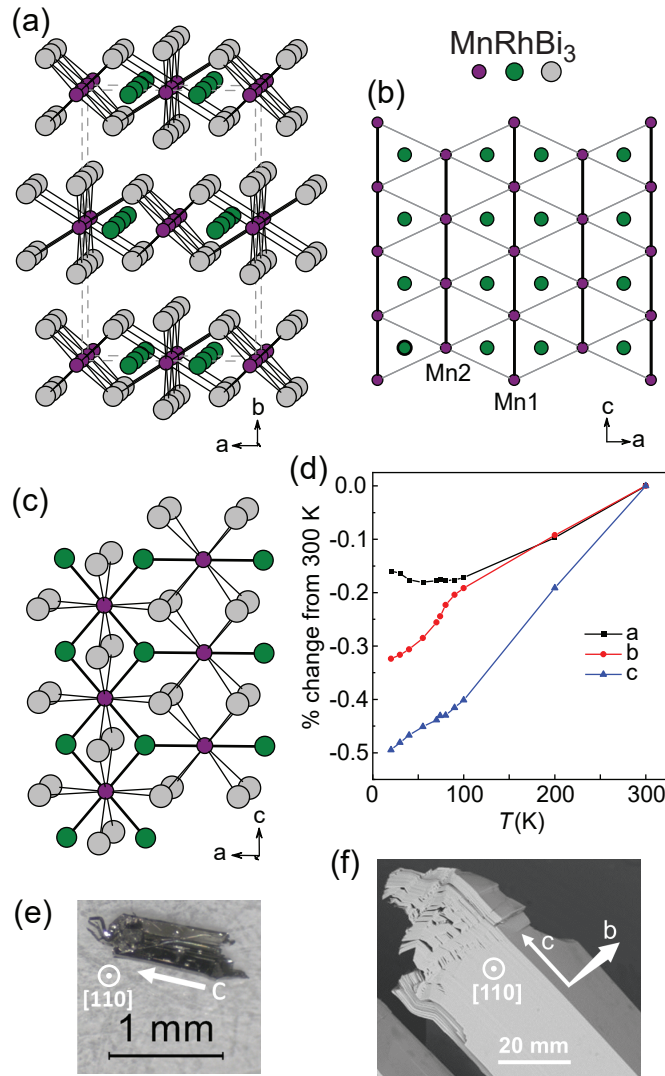 (a)
MnRhBi₃
(b)
Mn2
Mn1
b
a
c
a
(c)
(d)
% change from 300 K
0.0
-0.1
-0.2
-0.3
-0.4
-0.5
a
b
c
0
100
200
300
T(K)
c
a
(e)
[110]
C
1 mm
(f)
c
b
[110]
20 mm